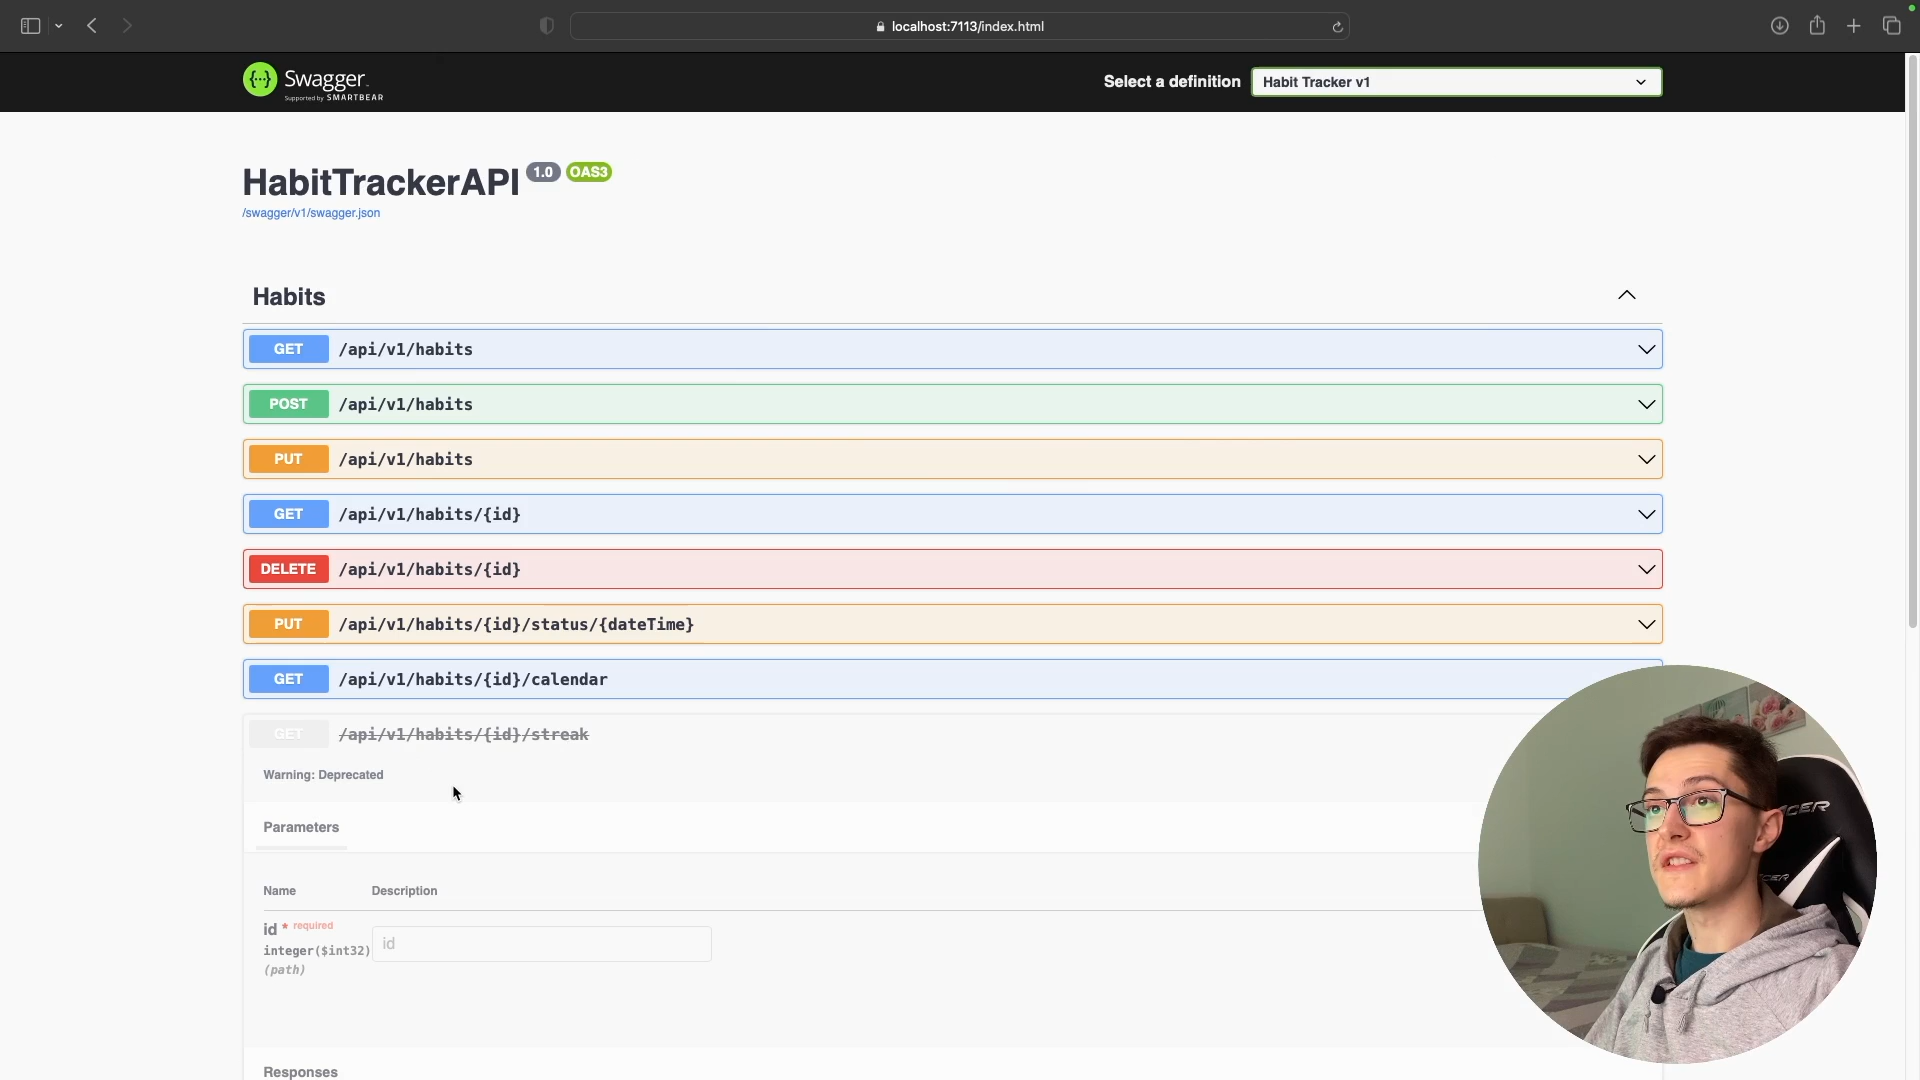 localhost:7113/index.html
Swagger
Supported by SMARTBEAR
Select a definition
Habit Tracker v1
HabitTrackerAPI 1.0 OAS3
/swagger/v1/swagger.json
Habits
GET /api/v1/habits
POST /api/v1/habits
PUT /api/v1/habits
GET /api/v1/habits/{id}
DELETE /api/v1/habits/{id}
PUT /api/v1/habits/{id}/status/{dateTime}
GET /api/v1/habits/{id}/calendar
GET /api/v1/habits/{id}/streak
Warning: Deprecated
Parameters
Name Description
id * required
integer($int32)
(path)
id
Responses